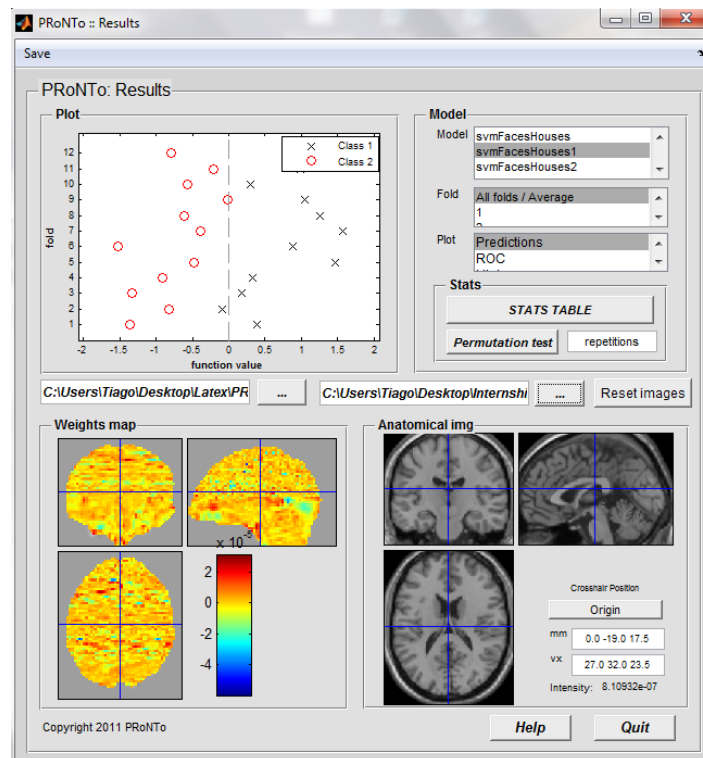 PRoNTo :: Results
Save
PRoNTo: Results
Plot
Class 1
Class 2
12
11
10
9
8
7
6
5
4
3
2
1
fold
-2 -1.5 -1 -0.5 0 0.5 1 1.5 2
function value
Model
Model
svmFacesHouses
svmFacesHouses1
svmFacesHouses2
Fold
All folds / Average
1
Plot
Predictions
ROC
Stats
STATS TABLE
Permutation test
repetitions
C:\Users\Tiago\Desktop\Latex\PR
...
C:\Users\Tiago\Desktop\Internshi
...
Reset images
Weights map
x 10^-5
2
0
-2
-4
Anatomical img
Crosshair Position
Origin
mm
0.0 -19.0 17.5
vx
27.0 32.0 23.5
Intensity: 8.10932e-07
Copyright 2011 PRoNTo
Help
Quit